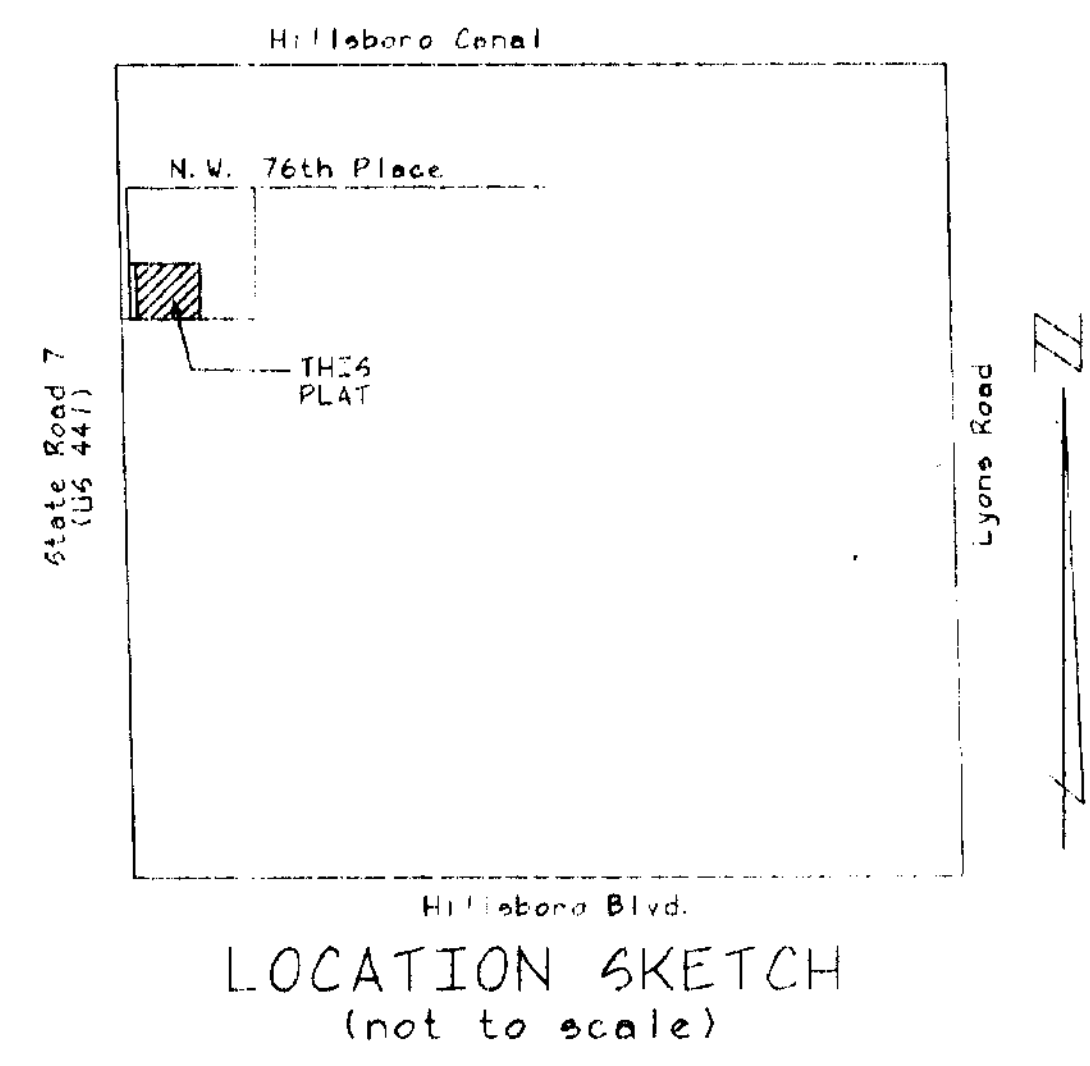 Hillsboro Canal
N.W. 76th Place
THIS
PLAT
State Road 7
(US 441)
Lyons Road
N
Hillsboro Blvd.
LOCATION SKETCH
(not to scale)